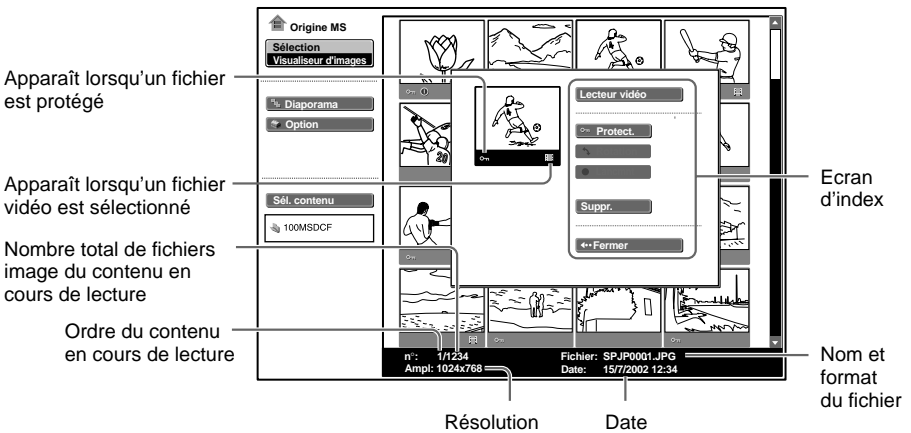 Origine MS
Sélection
Visualiseur d'images
Diaporama
Option
Sél. contenu
100MSDCF
Lecteur vidéo
Protect.
Suppr.
Fermer
20
n°: 1/1234
Ampl: 1024x768
Fichier: SPJP0001.JPG
Date: 15/7/2002 12:34
Apparaît lorsqu'un fichier
est protégé
Apparaît lorsqu'un fichier
vidéo est sélectionné
Nombre total de fichiers
image du contenu en
cours de lecture
Ordre du contenu
en cours de lecture
Résolution
Date
Ecran
d'index
Nom et
format
du fichier